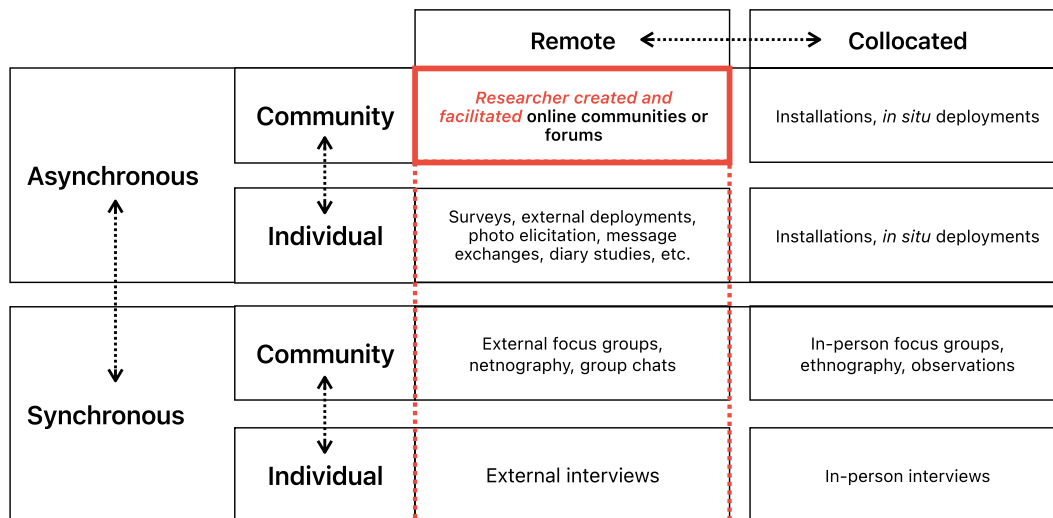 Remote
Collocated
Asynchronous
Community
Researcher created and
facilitated online communities or
forums
Installations, in situ deployments
Individual
Surveys, external deployments,
photo elicitation, message
exchanges, diary studies, etc.
Installations, in situ deployments
Synchronous
Community
External focus groups,
netnography, group chats
In-person focus groups,
ethnography, observations
Individual
External interviews
In-person interviews